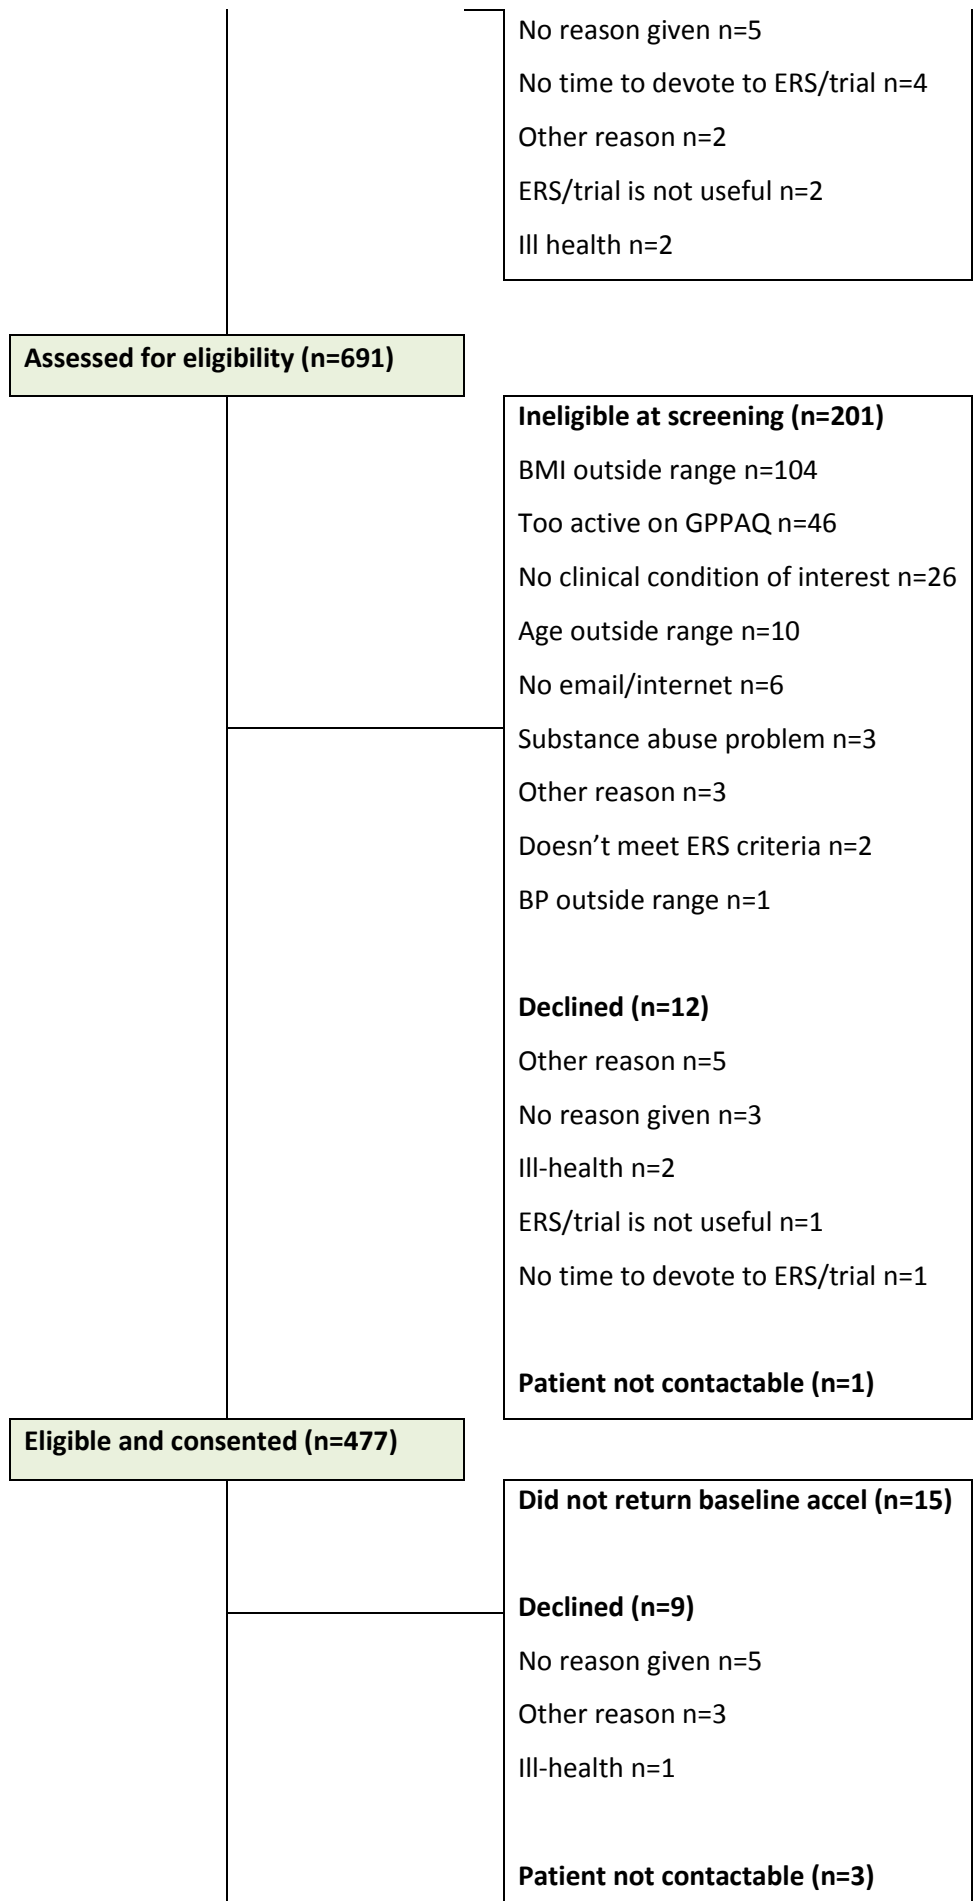 No reason given n=5
No time to devote to ERS/trial n=4
Other reason n=2
ERS/trial is not useful n=2
Ill health n=2
Assessed for eligibility (n=691)
Ineligible at screening (n=201)
BMI outside range n=104
Too active on GPPAQ n=46
No clinical condition of interest n=26
Age outside range n=10
No email/internet n=6
Substance abuse problem n=3
Other reason n=3
Doesn’t meet ERS criteria n=2
BP outside range n=1
Declined (n=12)
Other reason n=5
No reason given n=3
Ill-health n=2
ERS/trial is not useful n=1
No time to devote to ERS/trial n=1
Patient not contactable (n=1)
Eligible and consented (n=477)
Did not return baseline accel (n=15)
Declined (n=9)
No reason given n=5
Other reason n=3
Ill-health n=1
Patient not contactable (n=3)